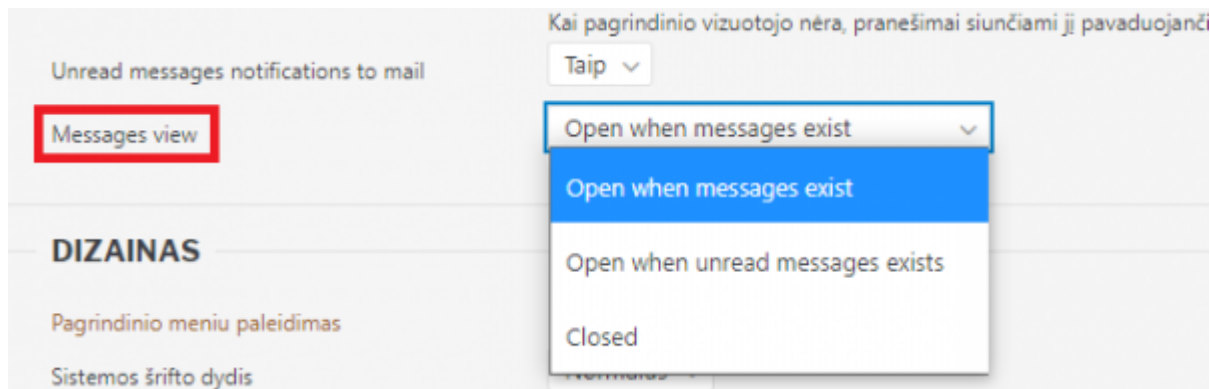 Kai pagrindinio vizuotojo nėra, pranešimai siunčiami jį pavaduojanči
Unread messages notifications to mail Taip
Messages view Open when messages exist
Open when messages exist
Open when unread messages exists
Closed
DIZAINAS
Pagrindinio meniu paleidimas
Sistemos šrifto dydis